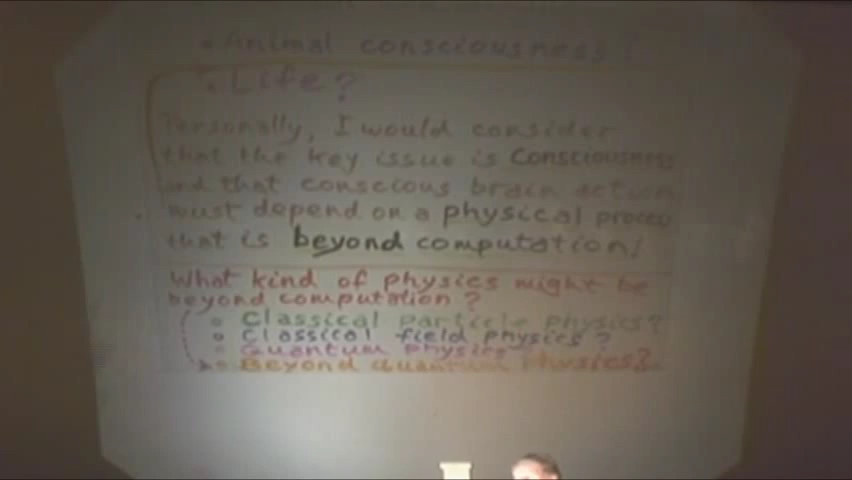 • Animal consciousness?
• Life?
Personally, I would consider
that the key issue is Consciousness
and that conscious brain action
must depend on a physical process
that is beyond computation!
What kind of physics might be
beyond computation?
o Classical particle physics?
o Classical field physics?
o Quantum physics
o Beyond quantum Physics?